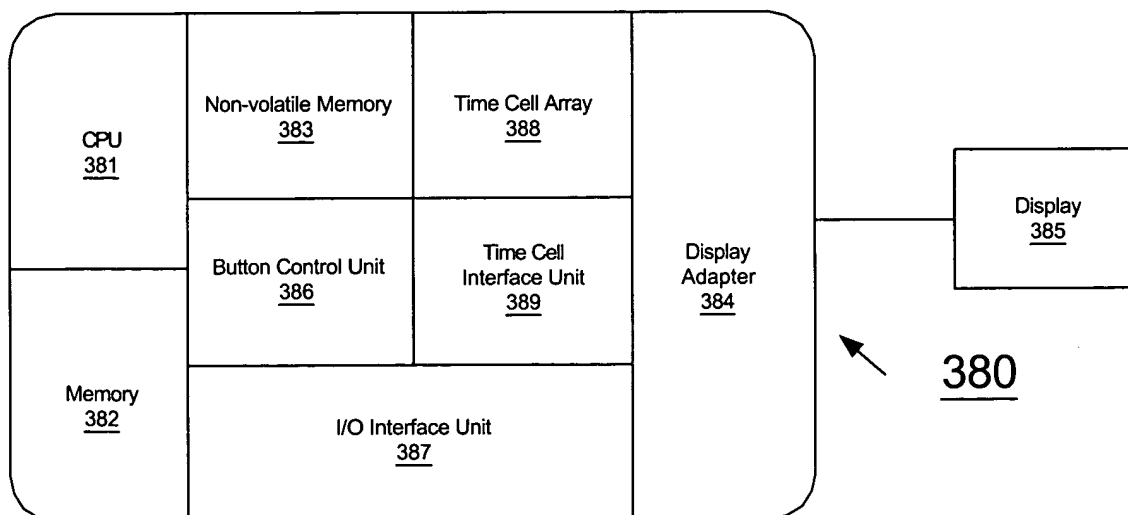 CPU
381
Non-volatile Memory
383
Time Cell Array
388
Button Control Unit
386
Time Cell
Interface Unit
389
Display
Adapter
384
Display
385
Memory
382
I/O Interface Unit
387
380